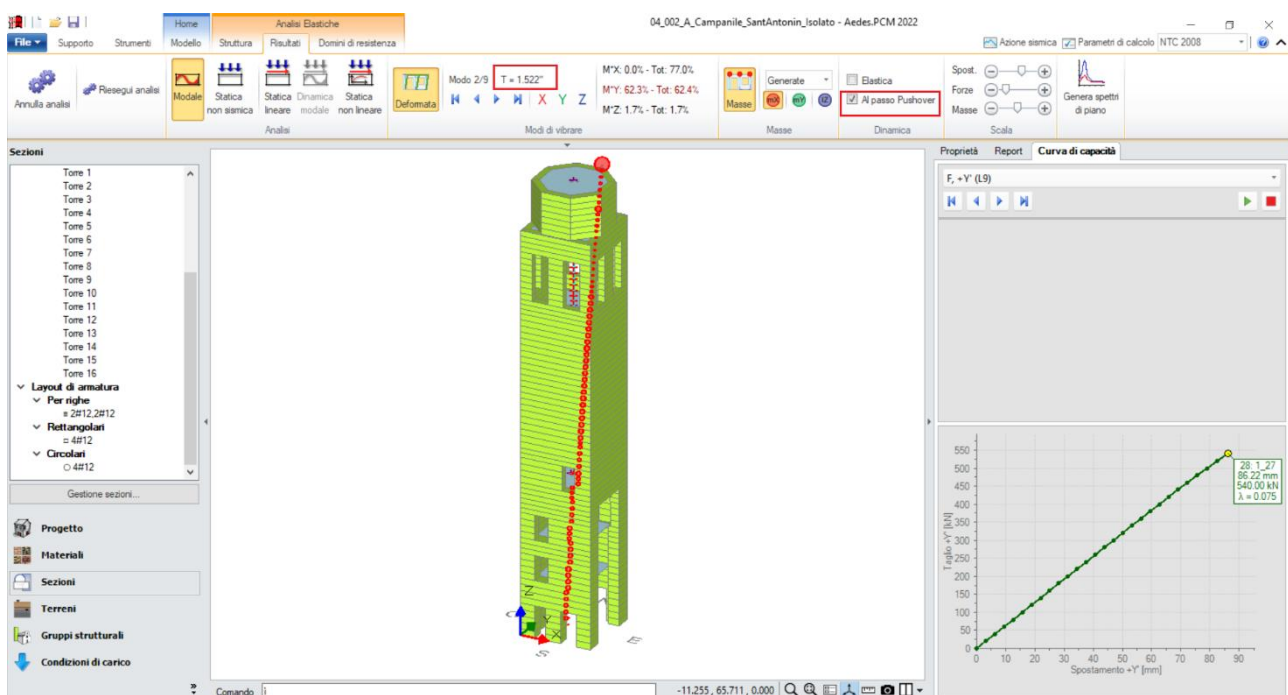 04_002_A_Campanile_SantAntonin_Isolato - Aedes.PCM 2022
Home
Analisi Elastiche
File
Supporto
Strumenti
Modello
Struttura
Risultati
Domini di resistenza
Azione sismica
Parametri di calcolo
NTC 2008
Annulla analisi
Riesegui analisi
Modale
Statica non sismica
Statica lineare
Dinamica modale
Statica non lineare
Analisi
Deformata
Modo 2/9
T = 1.522"
X Y Z
M*X: 0.0% - Tot: 77.0%
M*Y: 62.3% - Tot: 62.4%
M*Z: 1.7% - Tot: 1.7%
Modi di vibrare
Masse
Generate
mX
mY
IZ
Masse
Elastica
Al passo Pushover
Dinamica
Spost.
Forze
Masse
Scala
Genera spettri di piano
Sezioni
Torre 1
Torre 2
Torre 3
Torre 4
Torre 5
Torre 6
Torre 7
Torre 8
Torre 9
Torre 10
Torre 11
Torre 12
Torre 13
Torre 14
Torre 15
Torre 16
Layout di armatura
Per righe
2#12,2#12
Rettangolari
4#12
Circolari
4#12
Gestione sezioni...
Progetto
Materiali
Sezioni
Terreni
Gruppi strutturali
Condizioni di carico
Z
Y
X
S
E
Comando
-11.255, 65.711, 0.000
Proprietà
Report
Curva di capacità
F, +Y' (L9)
Taglio +Y' [kN]
550
500
450
400
350
300
250
200
150
100
50
0
28: 1_27
86.22 mm
540.00 kN
λ = 0.075
0 10 20 30 40 50 60 70 80 90
Spostamento +Y' [mm]